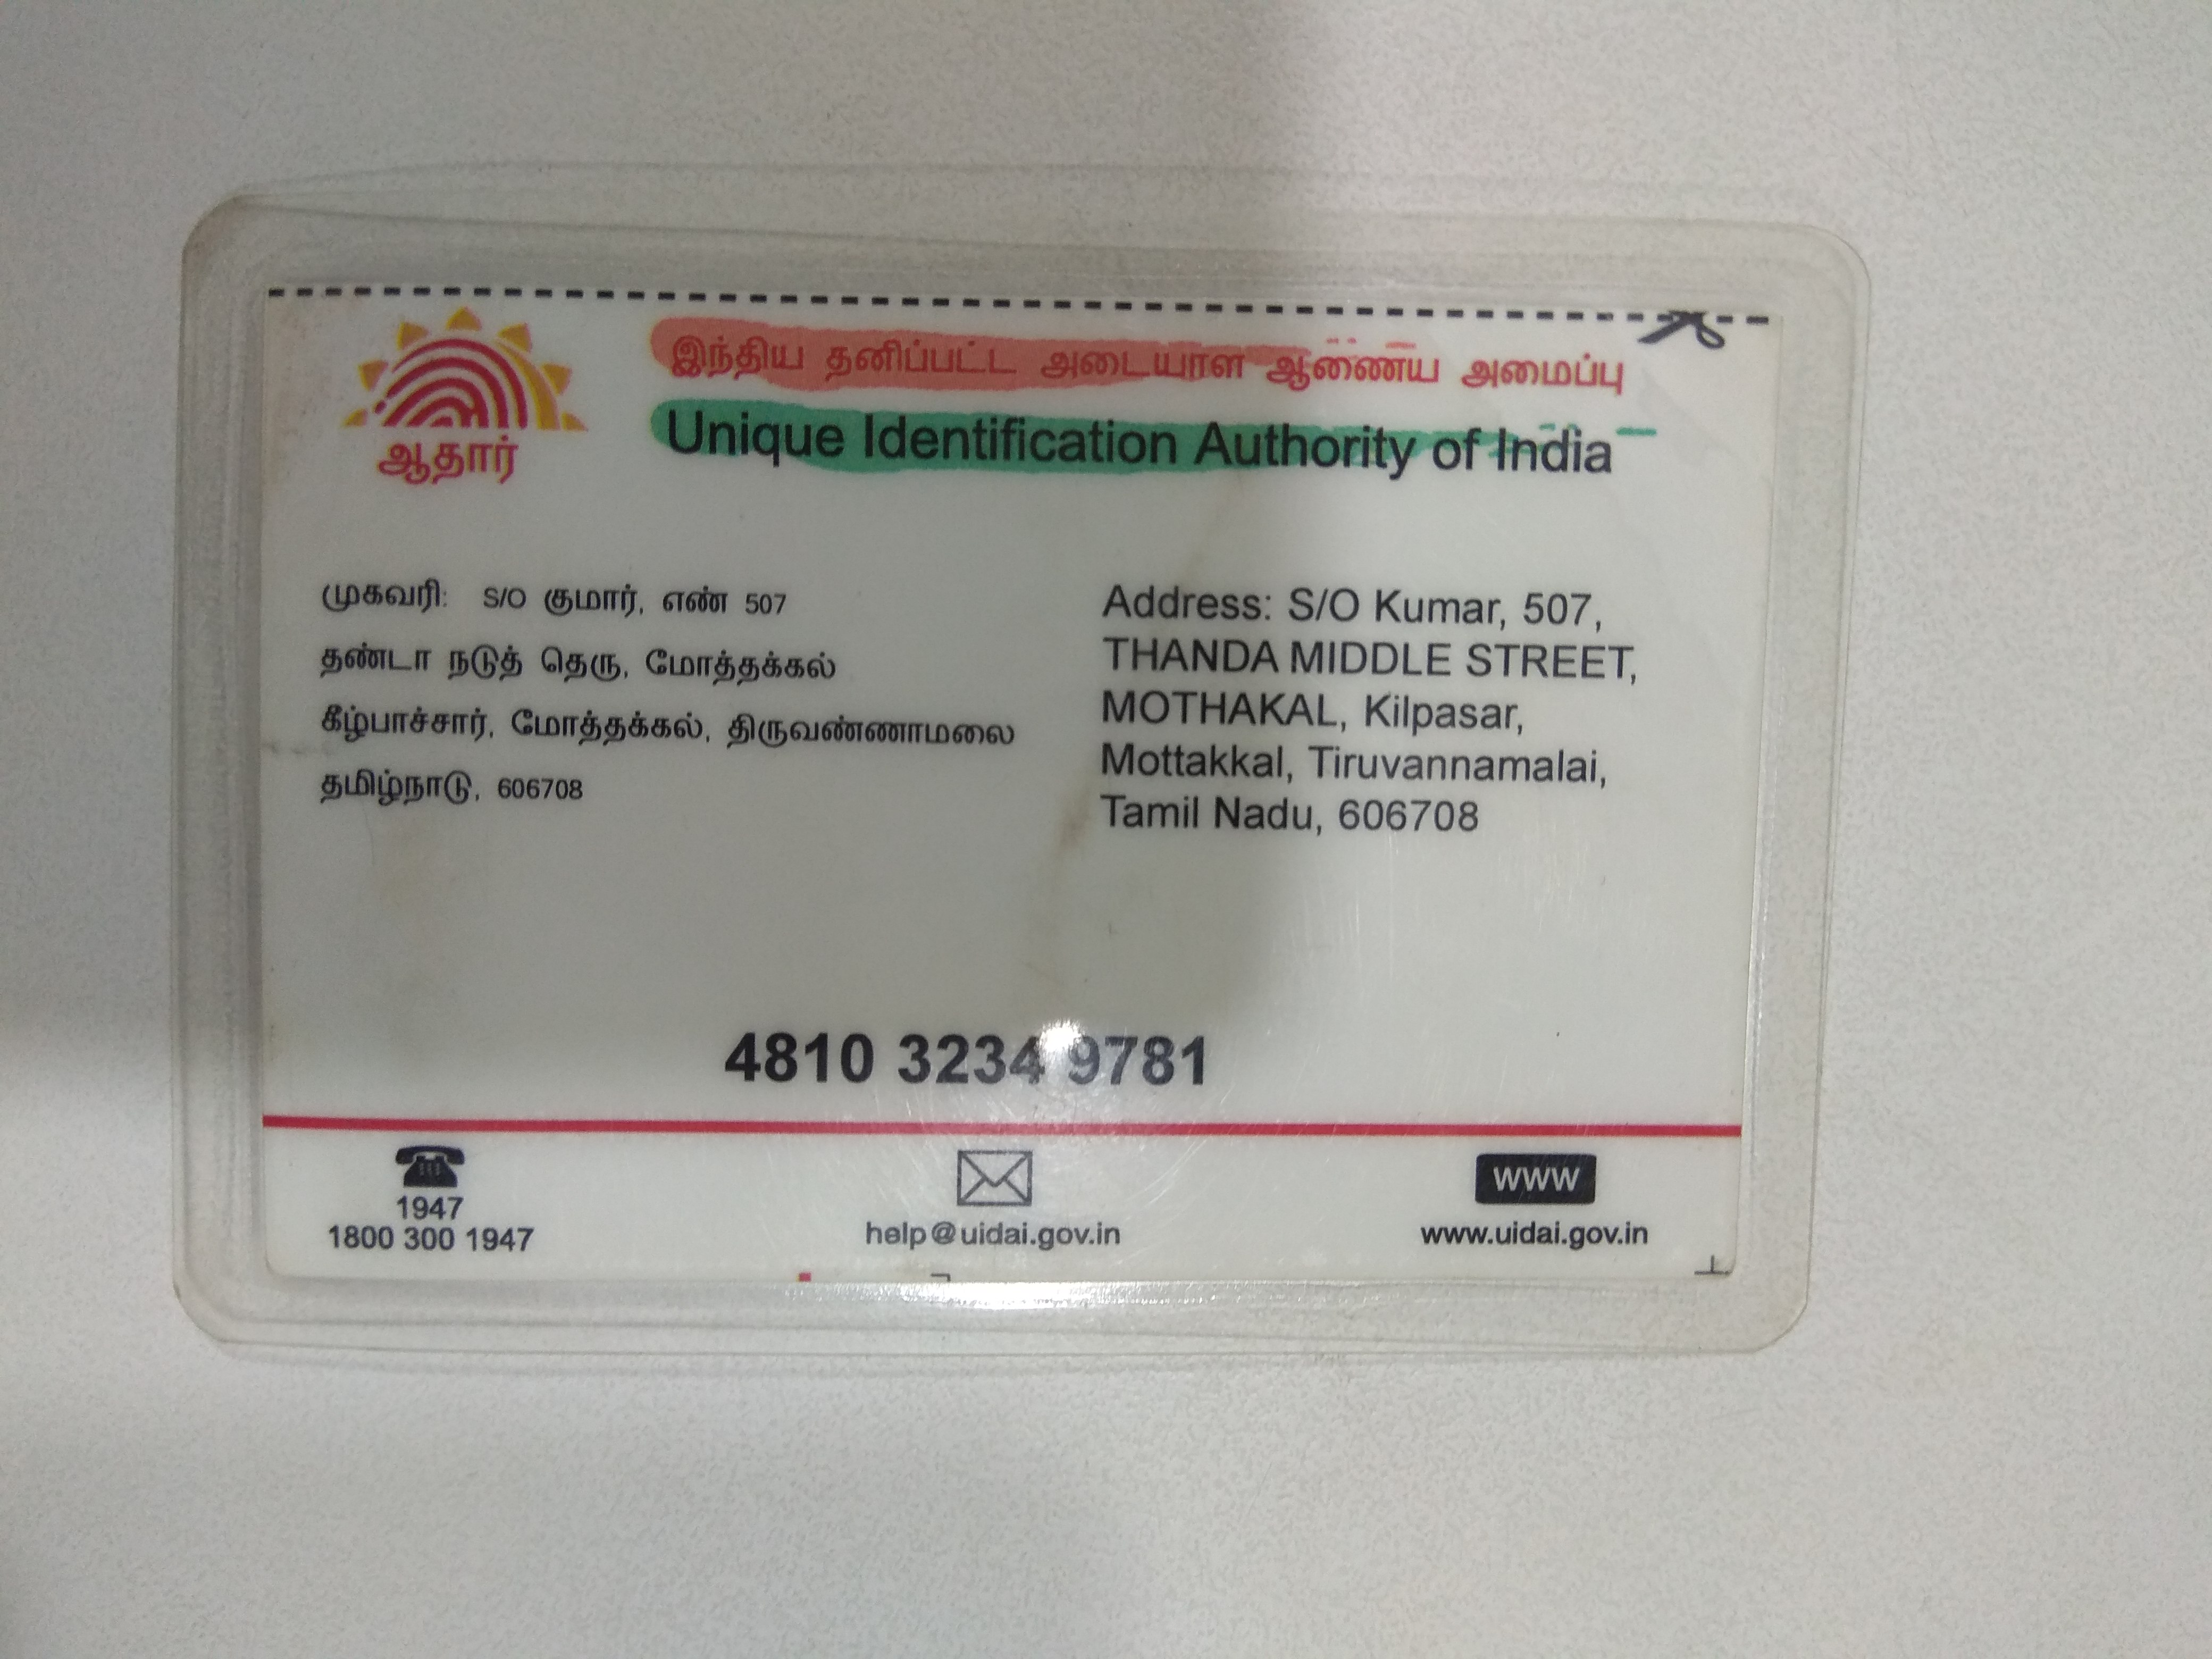 ஆதார்
இந்திய தனிப்பட்ட அடையாள ஆணைய அமைப்பு
Unique Identification Authority of India
முகவரி: S/O குமார், எண் 507
தண்டா நடுத் தெரு, மோத்தக்கல்
கீழ்பாச்சார், மோத்தக்கல், திருவண்ணாமலை
தமிழ்நாடு, 606708
Address: S/O Kumar, 507,
THANDA MIDDLE STREET,
MOTHAKAL, Kilpasar,
Mottakkal, Tiruvannamalai,
Tamil Nadu, 606708
4810 3234 9781
1947
1800 300 1947
help@uidai.gov.in
www
www.uidai.gov.in